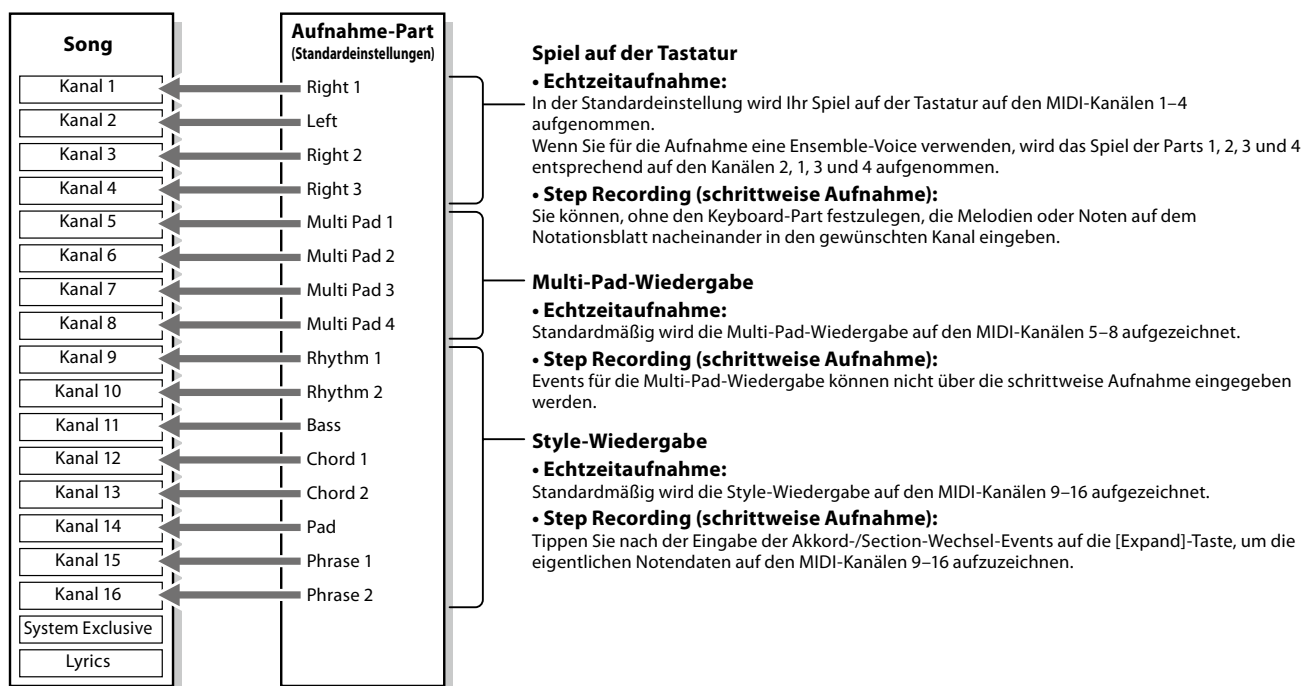 Song
Kanal 1
Kanal 2
Kanal 3
Kanal 4
Kanal 5
Kanal 6
Kanal 7
Kanal 8
Kanal 9
Kanal 10
Kanal 11
Kanal 12
Kanal 13
Kanal 14
Kanal 15
Kanal 16
System Exclusive
Lyrics
Aufnahme-Part
(Standardeinstellungen)
Right 1
Left
Right 2
Right 3
Multi Pad 1
Multi Pad 2
Multi Pad 3
Multi Pad 4
Rhythm 1
Rhythm 2
Bass
Chord 1
Chord 2
Pad
Phrase 1
Phrase 2
Spiel auf der Tastatur
• Echtzeitaufnahme:
In der Standardeinstellung wird Ihr Spiel auf der Tastatur auf den MIDI-Kanälen 1–4
aufgenommen.
Wenn Sie für die Aufnahme eine Ensemble-Voice verwenden, wird das Spiel der Parts 1, 2, 3 und 4
entsprechend auf den Kanälen 2, 1, 3 und 4 aufgenommen.
• Step Recording (schrittweise Aufnahme):
Sie können, ohne den Keyboard-Part festzulegen, die Melodien oder Noten auf dem
Notationsblatt nacheinander in den gewünschten Kanal eingeben.
Multi-Pad-Wiedergabe
• Echtzeitaufnahme:
Standardmäßig wird die Multi-Pad-Wiedergabe auf den MIDI-Kanälen 5–8 aufgezeichnet.
• Step Recording (schrittweise Aufnahme):
Events für die Multi-Pad-Wiedergabe können nicht über die schrittweise Aufnahme eingegeben
werden.
Style-Wiedergabe
• Echtzeitaufnahme:
Standardmäßig wird die Style-Wiedergabe auf den MIDI-Kanälen 9–16 aufgezeichnet.
• Step Recording (schrittweise Aufnahme):
Tippen Sie nach der Eingabe der Akkord-/Section-Wechsel-Events auf die [Expand]-Taste, um die
eigentlichen Notendaten auf den MIDI-Kanälen 9–16 aufzuzeichnen.